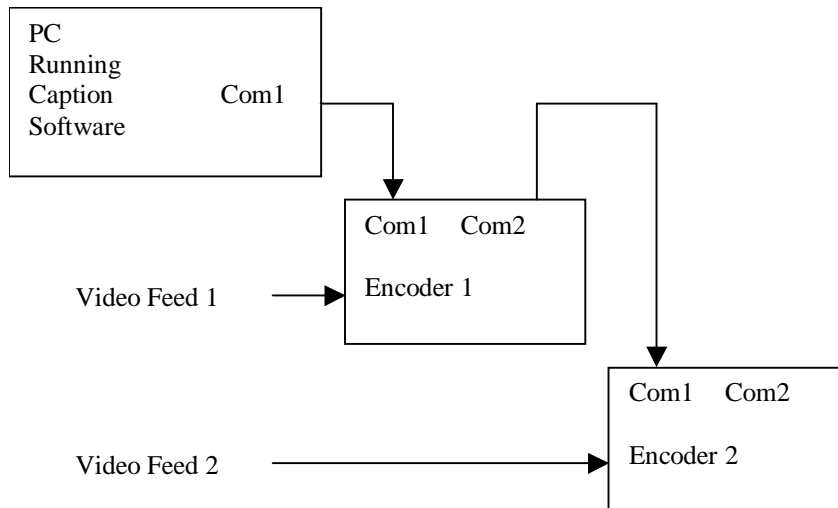 PC
Running
Caption Com1
Software
Com1 Com2
Video Feed 1
Encoder 1
Com1 Com2
Video Feed 2
Encoder 2